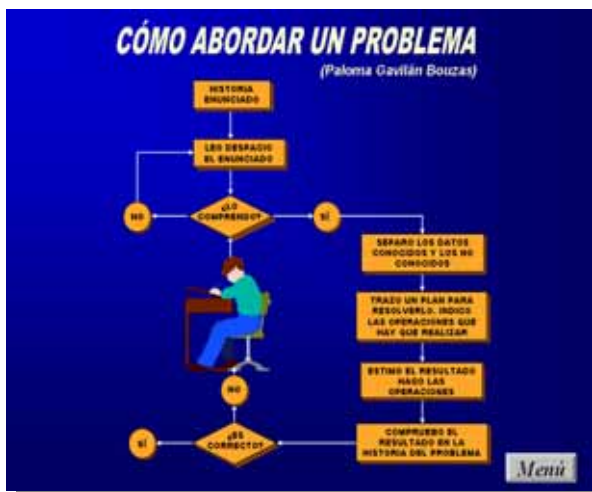 CÓMO ABORDAR UN PROBLEMA
(Paloma Gavilán Bouzas)
HISTORIA
ENUNCIADO
LEO DESPACIO
EL ENUNCIADO
¿LO
COMPRENDO?
NO
SÍ
SEPARO LOS DATOS
CONOCIDOS Y LOS NO
CONOCIDOS
TRAZO UN PLAN PARA
RESOLVERLO. INDICO
LAS OPERACIONES QUE
HAY QUE REALIZAR
ESTIMO EL RESULTADO
HAGO LAS
OPERACIONES
COMPRUEBO EL
RESULTADO EN LA
HISTORIA DEL PROBLEMA
¿ES
CORRECTO?
NO
SÍ
Menú